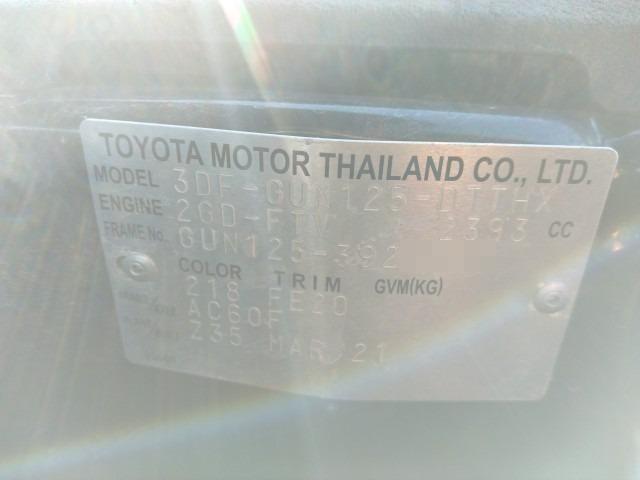 TOYOTA MOTOR THAILAND CO., LTD.
MODEL 3DF-GUN125-DTTHX
ENGINE 2GD-FTV 2393 CC
FRAME No. GUN125-392
COLOR TRIM GVM(KG)
218 FE20
AC60F
Z35 MAR 21